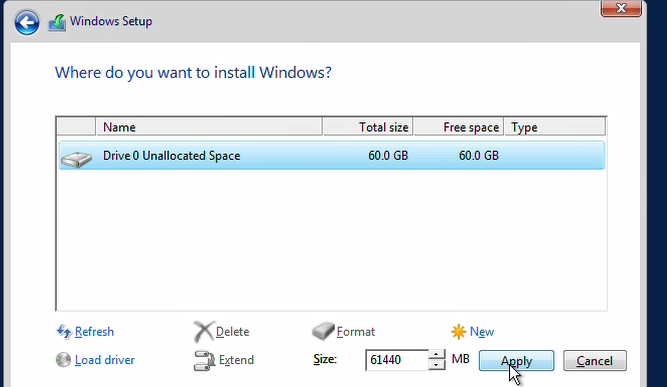 Windows Setup
Where do you want to install Windows?
Name Total size Free space Type
Drive 0 Unallocated Space 60.0 GB 60.0 GB
Refresh Delete Format New
Load driver Extend Size: 61440 MB Apply Cancel